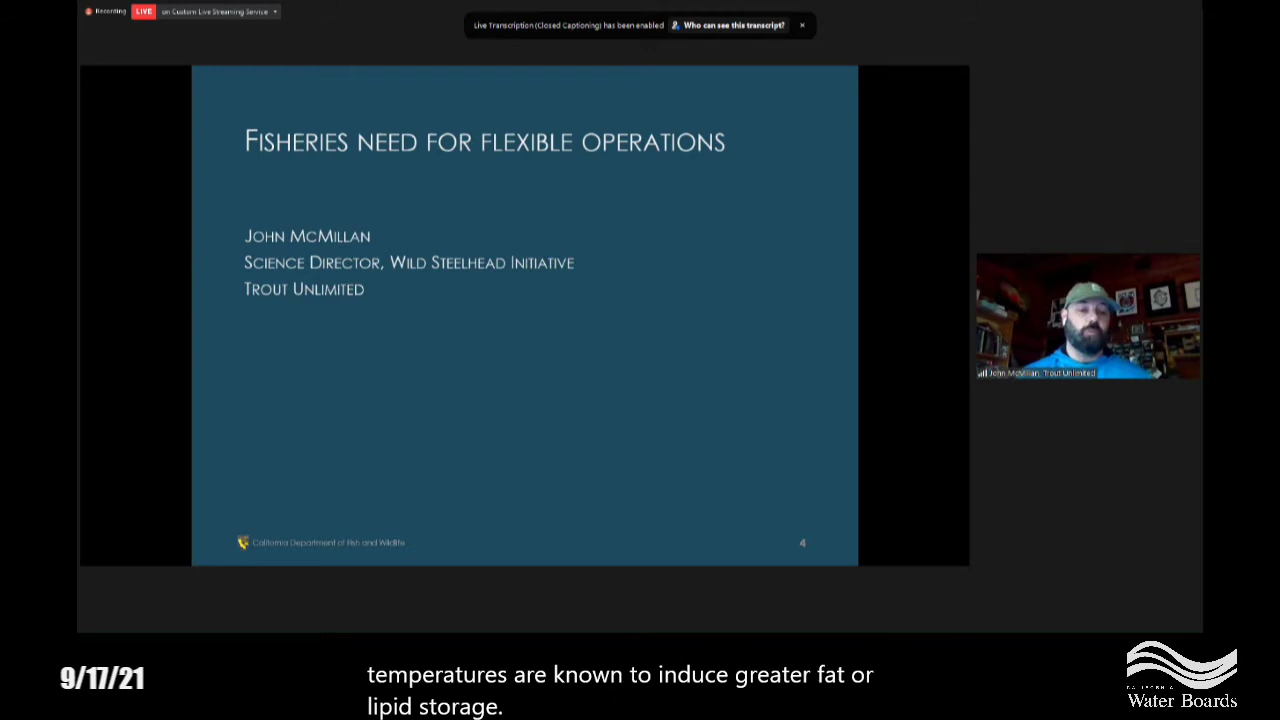 Recording
LIVE
on Custom Live Streaming Service
Live Transcription (Closed Captioning) has been enabled
Who can see this transcript?
FISHERIES NEED FOR FLEXIBLE OPERATIONS
JOHN MCMILLAN
SCIENCE DIRECTOR, WILD STEELHEAD INITIATIVE
TROUT UNLIMITED
California Department of Fish and Wildlife
4
John McMillan, Trout Unlimited
9/17/21
temperatures are known to induce greater fat or
lipid storage.
CALIFORNIA
Water Boards